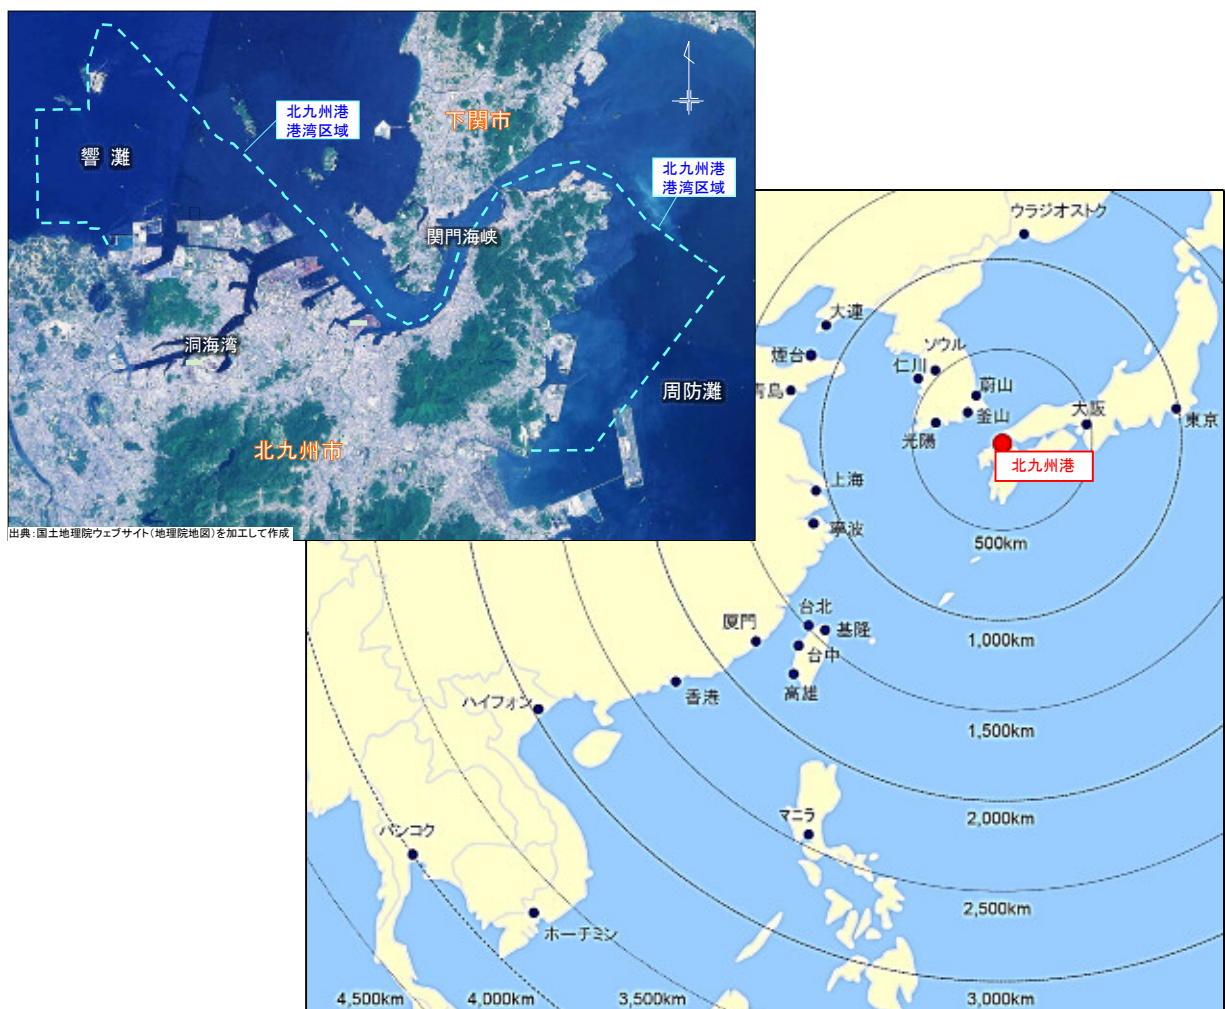 北九州港
港湾区域
下関市
響灘
北九州港
港湾区域
関門海峡
洞海湾
周防灘
北九州市
出典：国土地理院ウェブサイト（地理院地図）を加工して作成
ウラジオストク
大連
ソウル
煙台
仁川
蔚山
青島
釜山
大阪
東京
光陽
北九州港
上海
寧波
500km
台北
厦門
基隆
1,000km
台中
高雄
香港
ハイフォン
1,500km
マニラ
2,000km
バンコク
2,500km
ホーチミン
4,500km
4,000km
3,500km
3,000km